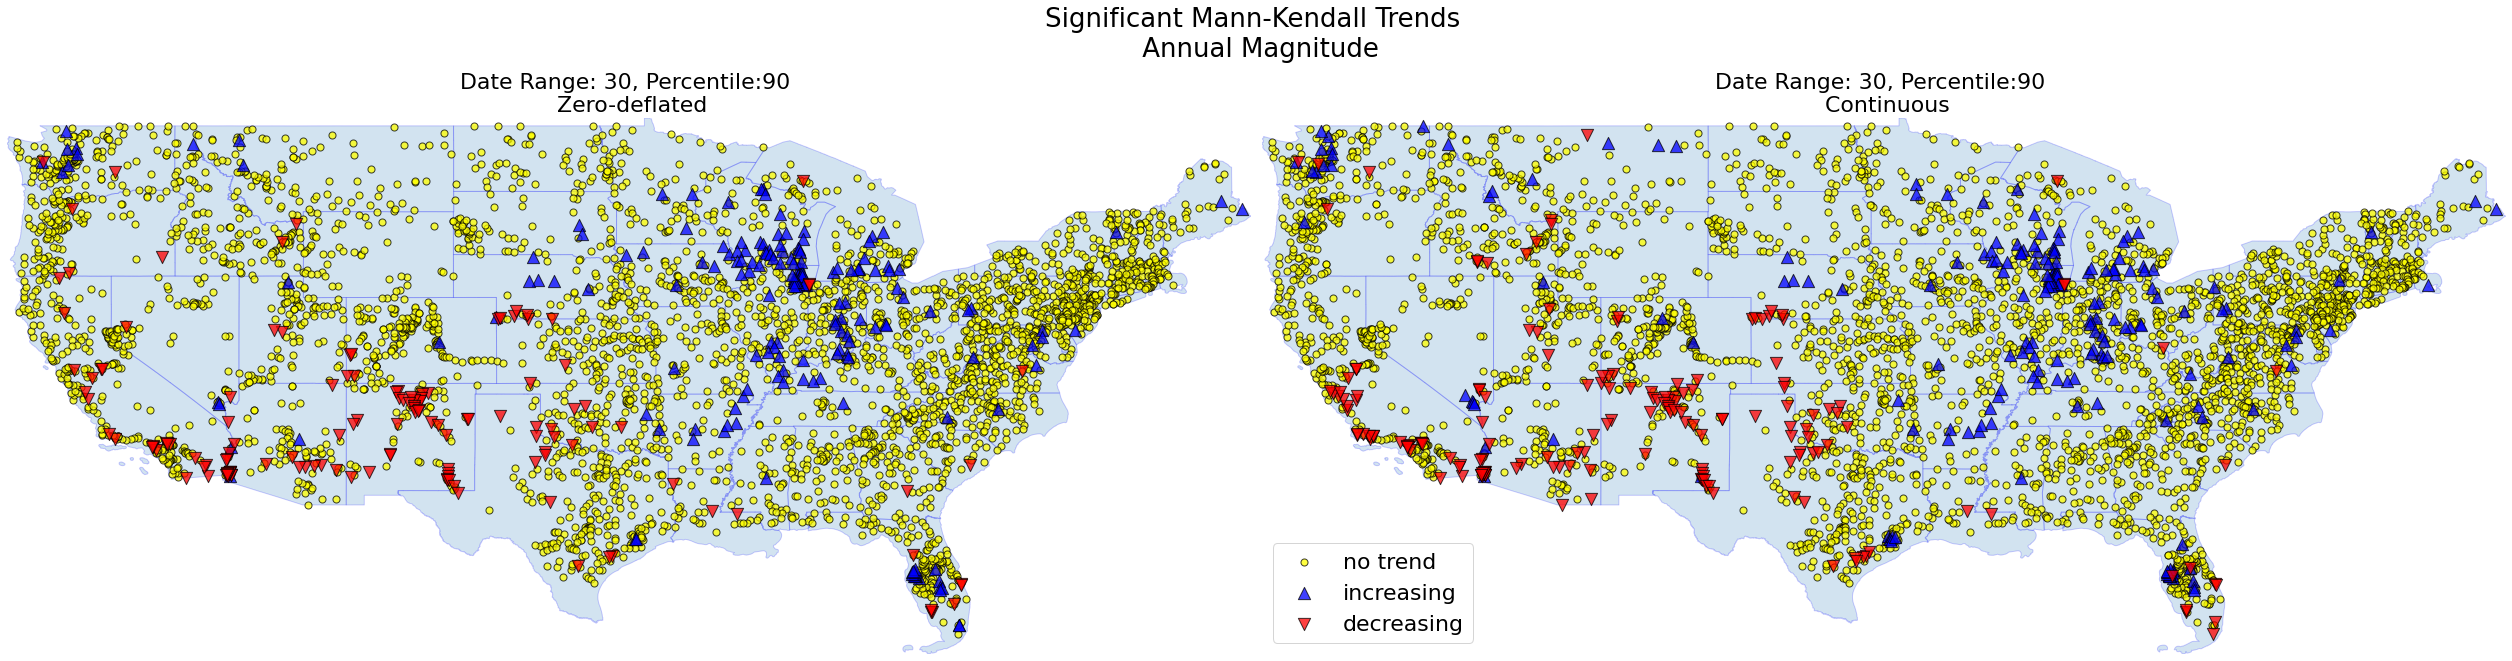 Significant Mann-Kendall Trends
Annual Magnitude
Date Range: 30, Percentile:90
Zero-deflated
Date Range: 30, Percentile:90
Continuous
no trend
increasing
decreasing